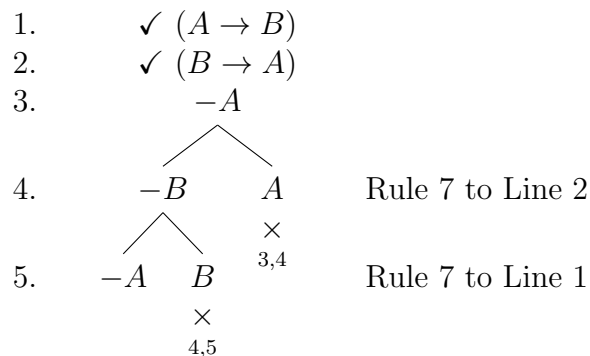 1. ✓ (A → B)
2. ✓ (B → A)
3. −A
4. −B A Rule 7 to Line 2
×
3,4
5. −A B Rule 7 to Line 1
×
4,5